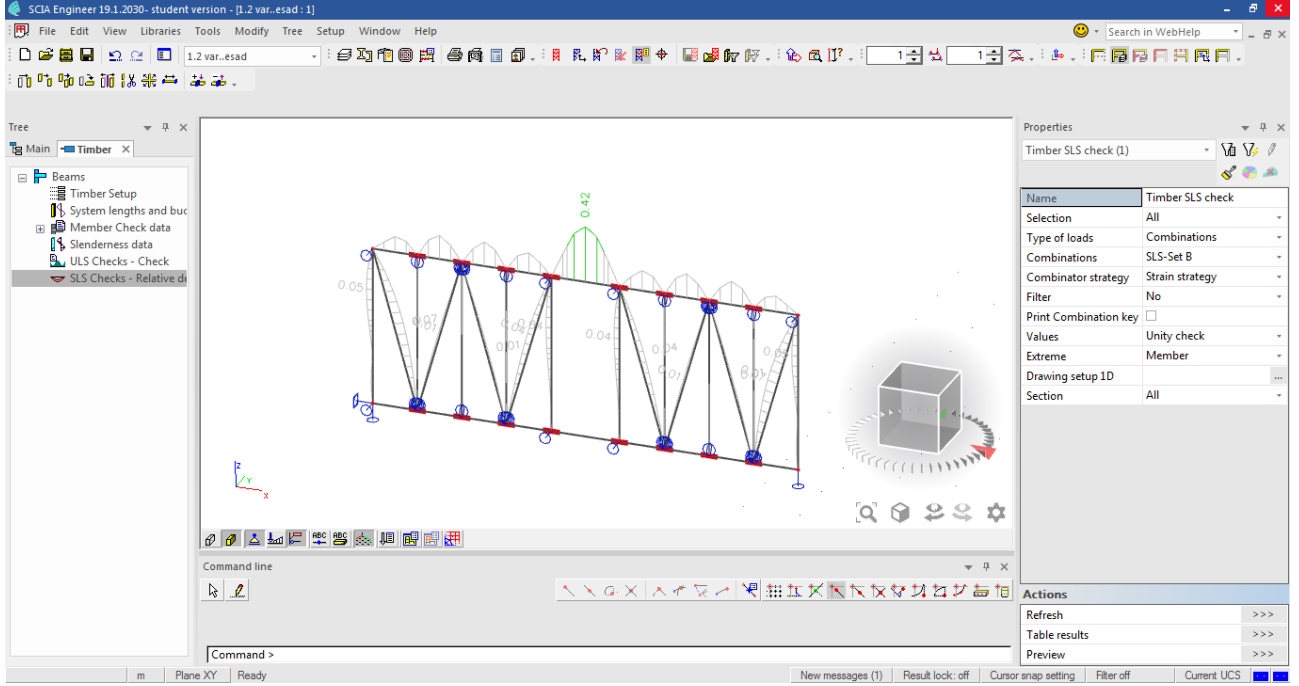 SCIA Engineer 19.1.2030- student version - [1.2 var..esad : 1]
File Edit View Libraries Tools Modify Tree Setup Window Help
Search in WebHelp
1.2 var..esad
1
1
Tree
Main Timber
Beams
Timber Setup
System lengths and buc
Member Check data
Slenderness data
ULS Checks - Check
SLS Checks - Relative de
0.42
0.05
0.04
0.04
0.01
0.01
z
Y
x
ABC ABC
Properties
Timber SLS check (1)
Name Timber SLS check
Selection All
Type of loads Combinations
Combinations SLS-Set B
Combinator strategy Strain strategy
Filter No
Print Combination key
Values Unity check
Extreme Member
Drawing setup 1D ...
Section All
Command line
Command >
Actions
Refresh >>>
Table results >>>
Preview >>>
m Plane XY Ready New messages (1) Result lock: off Cursor snap setting Filter off Current UCS